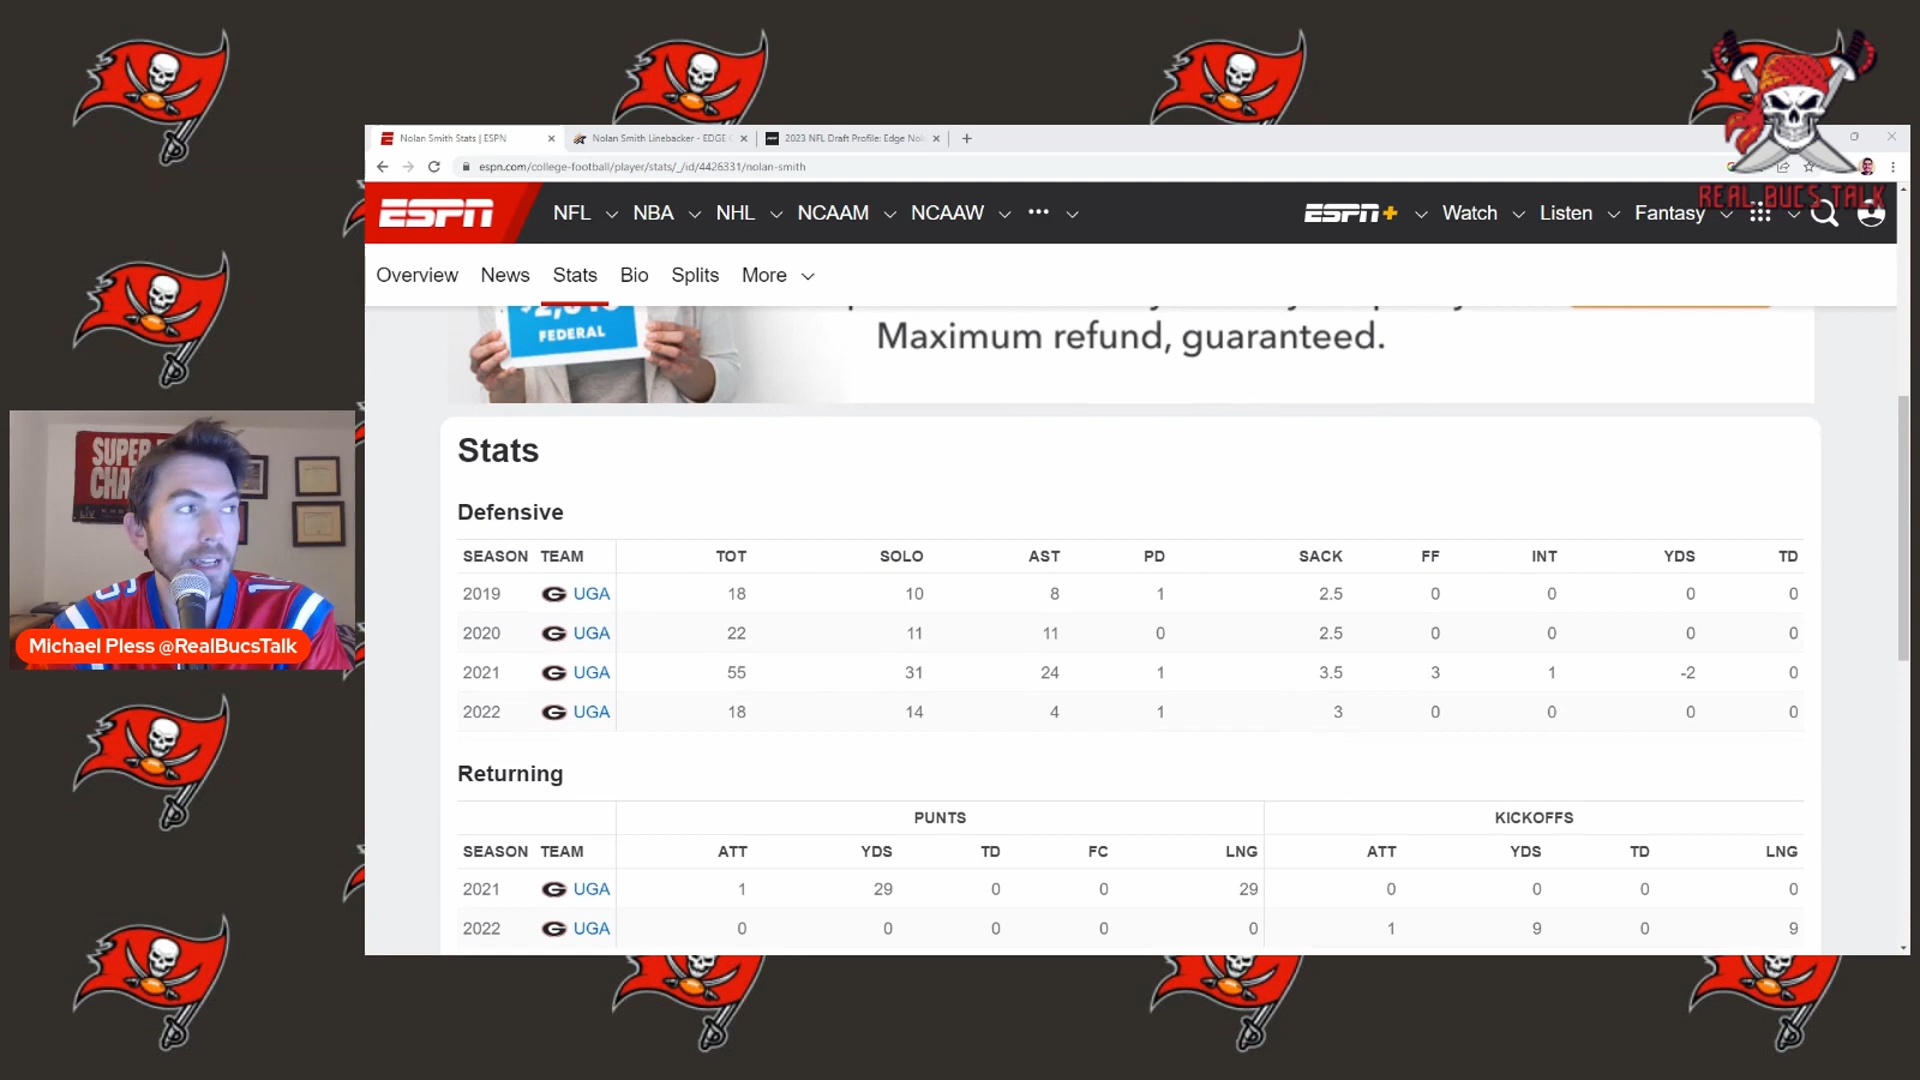 REAL BUCS TALK
Nolan Smith Stats | ESPN
Nolan Smith Linebacker - EDGE
2023 NFL Draft Profile: Edge Nol
espn.com/college-football/player/stats/_/id/4426331/nolan-smith
ESPN NFL NBA NHL NCAAM NCAAW ••• ESPN+ Watch Listen Fantasy
Overview News Stats Bio Splits More
FEDERAL
Maximum refund, guaranteed.
Stats
Defensive
SEASON TEAM TOT SOLO AST PD SACK FF INT YDS TD
2019 UGA 18 10 8 1 2.5 0 0 0 0
2020 UGA 22 11 11 0 2.5 0 0 0 0
2021 UGA 55 31 24 1 3.5 3 1 -2 0
2022 UGA 18 14 4 1 3 0 0 0 0
Returning
PUNTS KICKOFFS
SEASON TEAM ATT YDS TD FC LNG ATT YDS TD LNG
2021 UGA 1 29 0 0 29 0 0 0 0
2022 UGA 0 0 0 0 0 1 9 0 9
SUPER
CHA
LIV
Michael Pless @RealBucsTalk